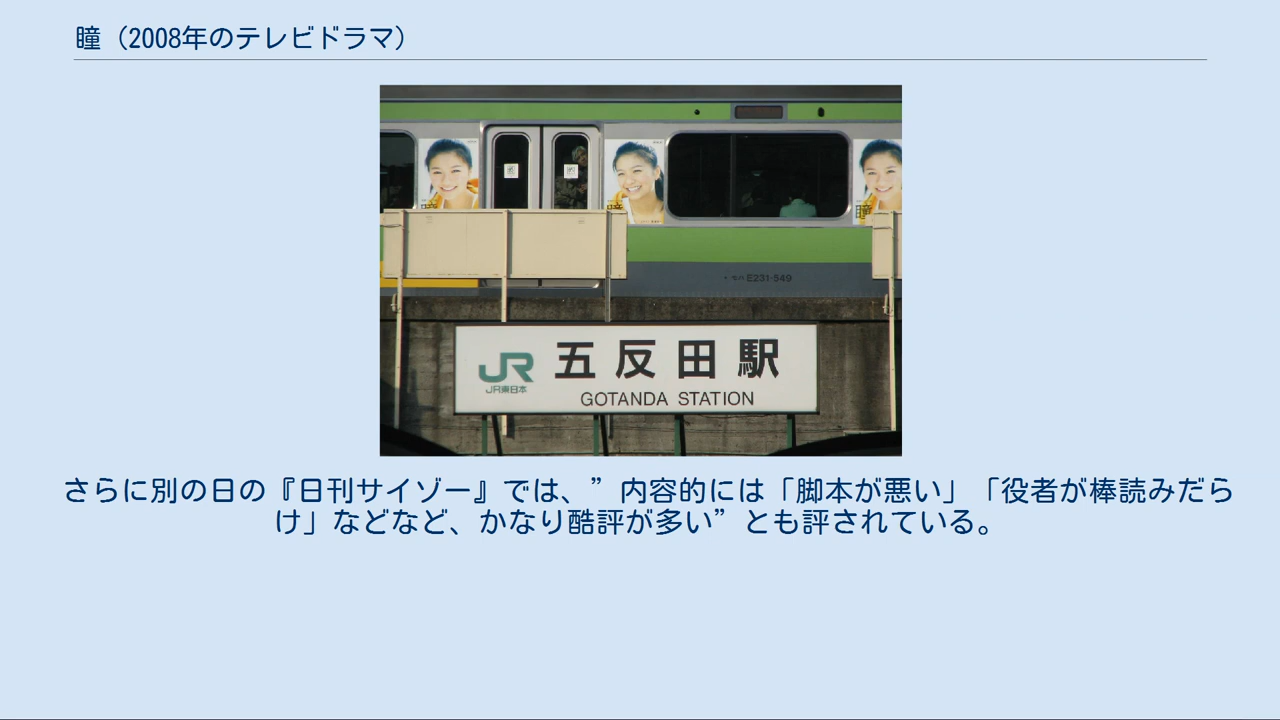 瞳（2008年のテレビドラマ）
瞳
瞳
瞳
E231-549
JR 五反田駅
JR東日本
GOTANDA STATION
さらに別の日の『日刊サイゾー』では、”内容的には「脚本が悪い」「役者が棒読みだら
け」などなど、かなり酷評が多い”とも評されている。